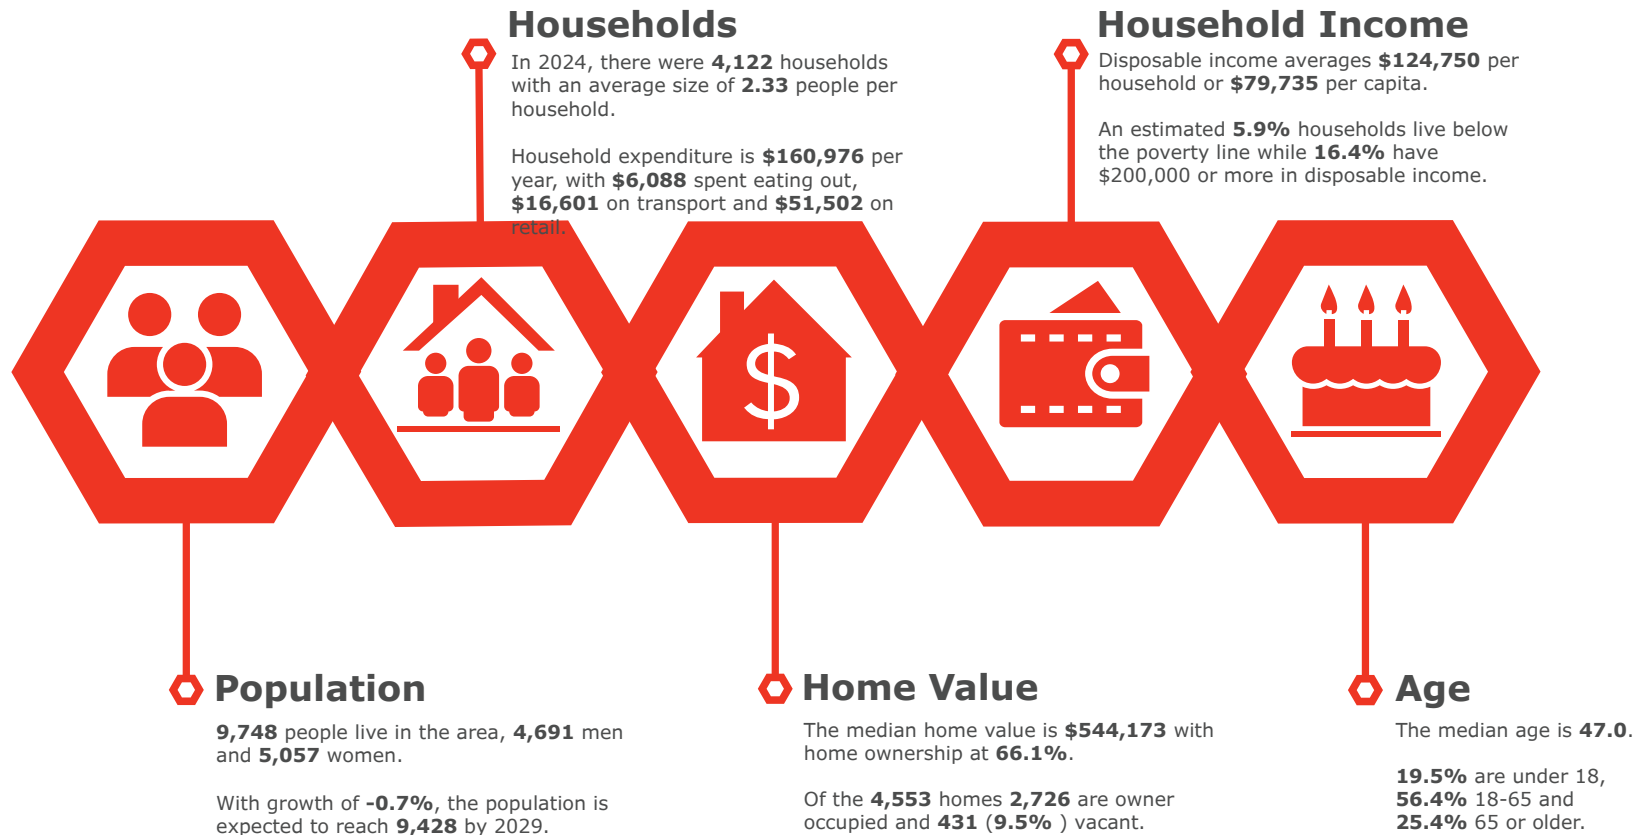 Households
In 2024, there were 4,122 households
with an average size of 2.33 people per
household.
Household expenditure is $160,976 per
year, with $6,088 spent eating out,
$16,601 on transport and $51,502 on
retail.
Household Income
Disposable income averages $124,750 per
household or $79,735 per capita.
An estimated 5.9% households live below
the poverty line while 16.4% have
$200,000 or more in disposable income.
$
Population
9,748 people live in the area, 4,691 men
and 5,057 women.
With growth of -0.7%, the population is
expected to reach 9,428 by 2029.
Home Value
The median home value is $544,173 with
home ownership at 66.1%.
Of the 4,553 homes 2,726 are owner
occupied and 431 (9.5% ) vacant.
Age
The median age is 47.0.
19.5% are under 18,
56.4% 18-65 and
25.4% 65 or older.